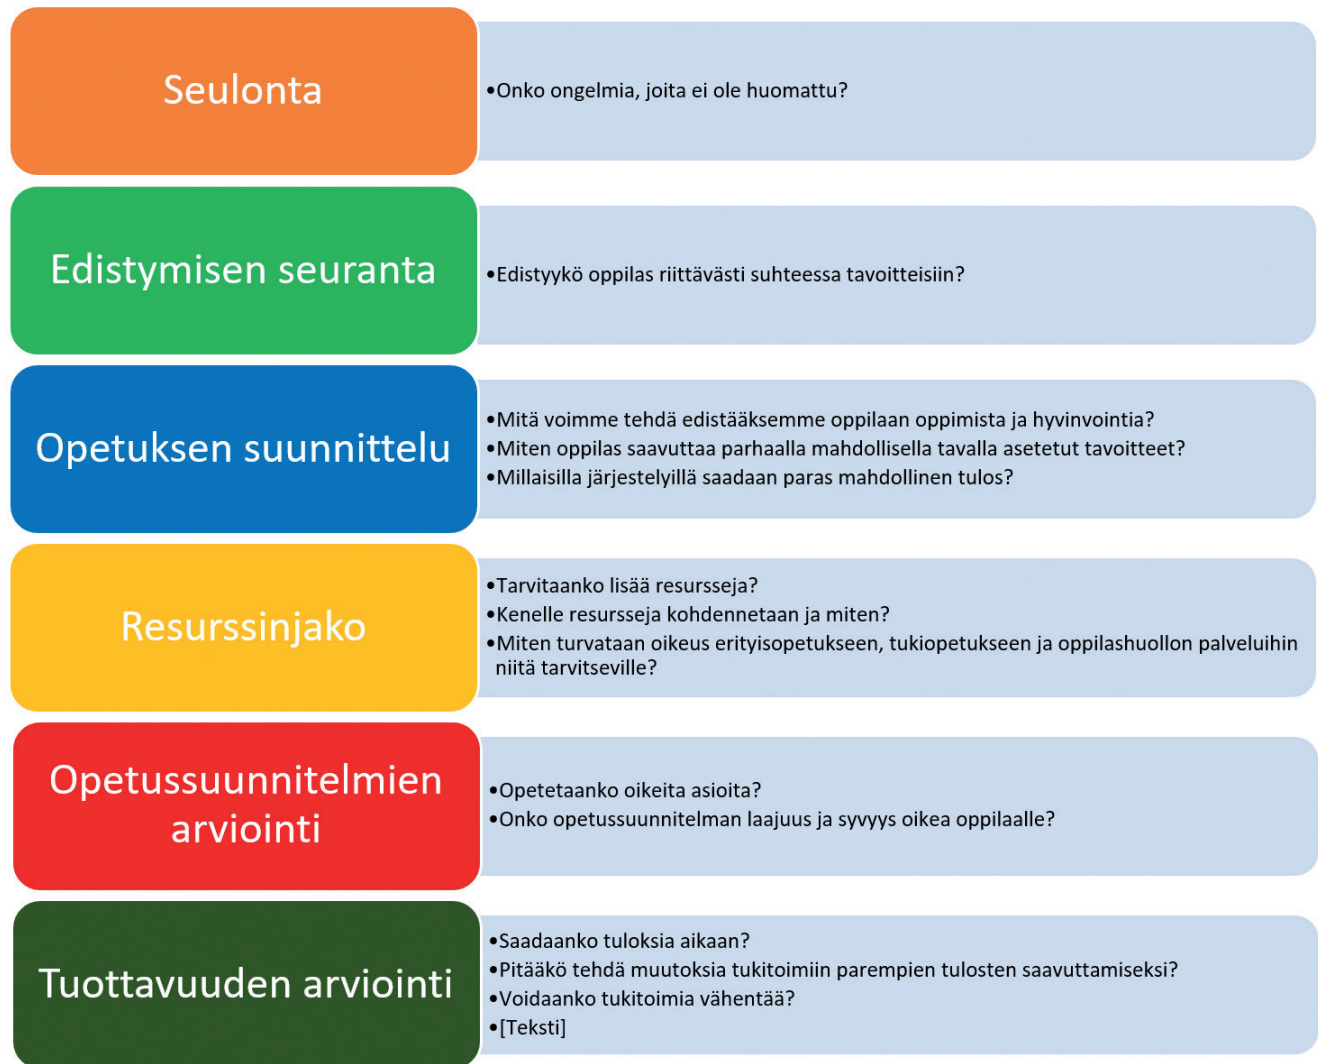 Seulonta
•Onko ongelmia, joita ei ole huomattu?
Edistymisen seuranta
•Edistyykö oppilas riittävästi suhteessa tavoitteisiin?
Opetuksen suunnittelu
•Mitä voimme tehdä edistääksemme oppilaan oppimista ja hyvinvointia?
•Miten oppilas saavuttaa parhaalla mahdollisella tavalla asetetut tavoitteet?
•Millaisilla järjestelyillä saadaan paras mahdollinen tulos?
Resurssinjako
•Tarvitaanko lisää resursseja?
•Kenelle resursseja kohdennetaan ja miten?
•Miten turvataan oikeus erityisopetukseen, tukiopetukseen ja oppilashuollon palveluihin
niitä tarvitseville?
Opetussuunnitelmien
arviointi
•Opetetaanko oikeita asioita?
•Onko opetussuunnitelman laajuus ja syvyys oikea oppilaalle?
Tuottavuuden arviointi
•Saadaanko tuloksia aikaan?
•Pitääkö tehdä muutoksia tukitoimiin parempien tulosten saavuttamiseksi?
•Voidaanko tukitoimia vähentää?
•[Teksti]